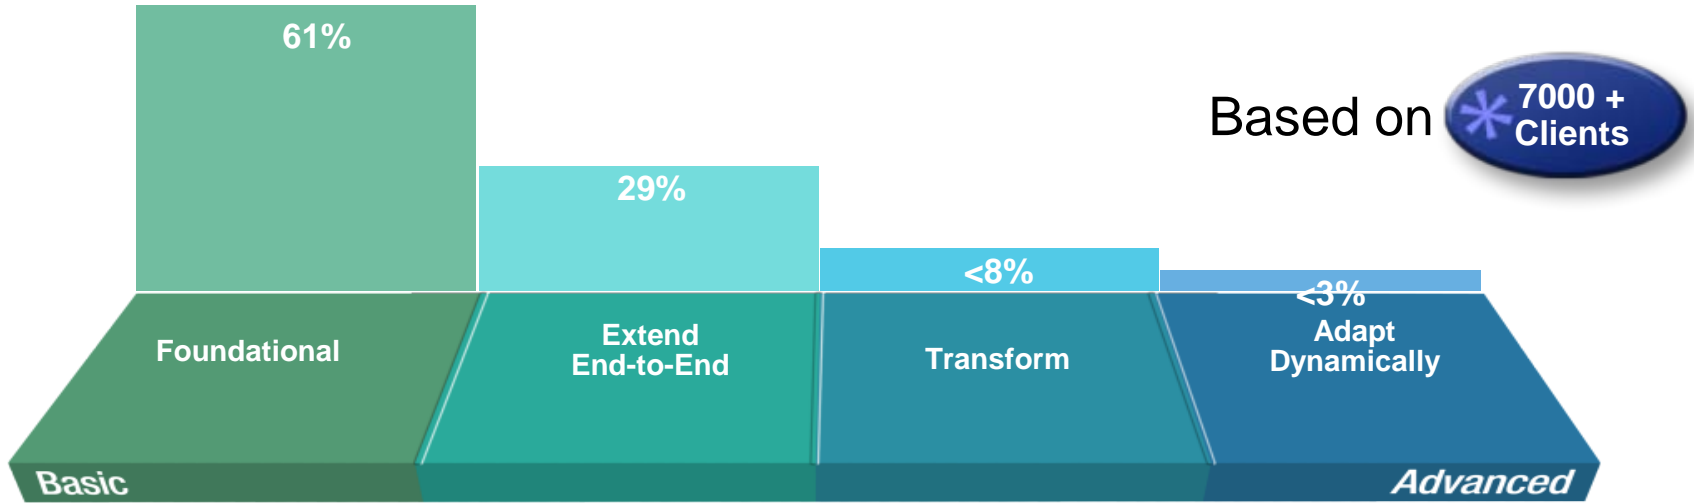 61%
Based on
* 7000 +
Clients
29%
<8%
<3%
Foundational
Extend
End-to-End
Transform
Adapt
Dynamically
Basic
Advanced